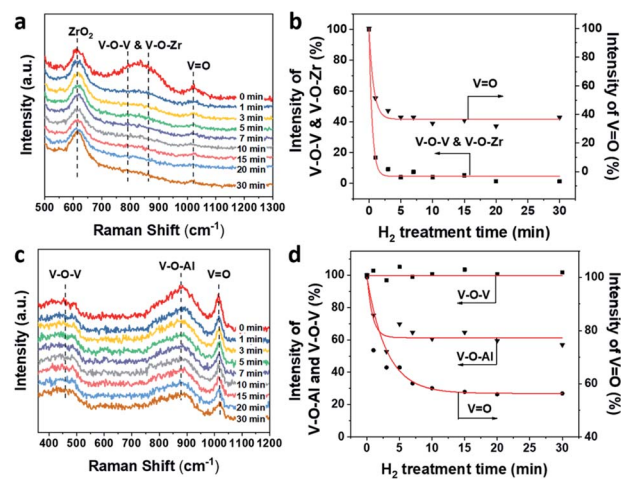 a
ZrO2
V-O-V & V-O-Zr
V=O
0 min
1 min
3 min
5 min
7 min
10 min
15 min
20 min
30 min
Intensity (a.u.)
500 600 700 800 900 1000 1100 1200 1300
Raman Shift (cm-1)
b
Intensity of
V-O-V & V-O-Zr (%)
100
80
60
40
20
0
V=O
V-O-V & V-O-Zr
100
80
60
40
20
0
Intensity of V=O (%)
0 5 10 15 20 25 30
H2 treatment time (min)
c
V-O-V
V-O-Al
V=O
0 min
1 min
3 min
5 min
7 min
10 min
15 min
20 min
30 min
Intensity (a.u.)
400 500 600 700 800 900 1000 1100 1200
Raman Shift (cm-1)
d
Intensity of
V-O-Al and V-O-V (%)
120
100
80
60
40
20
0
V-O-V
V-O-Al
V=O
100
80
60
40
Intensity of V=O (%)
0 5 10 15 20 25 30
H2 treatment time (min)